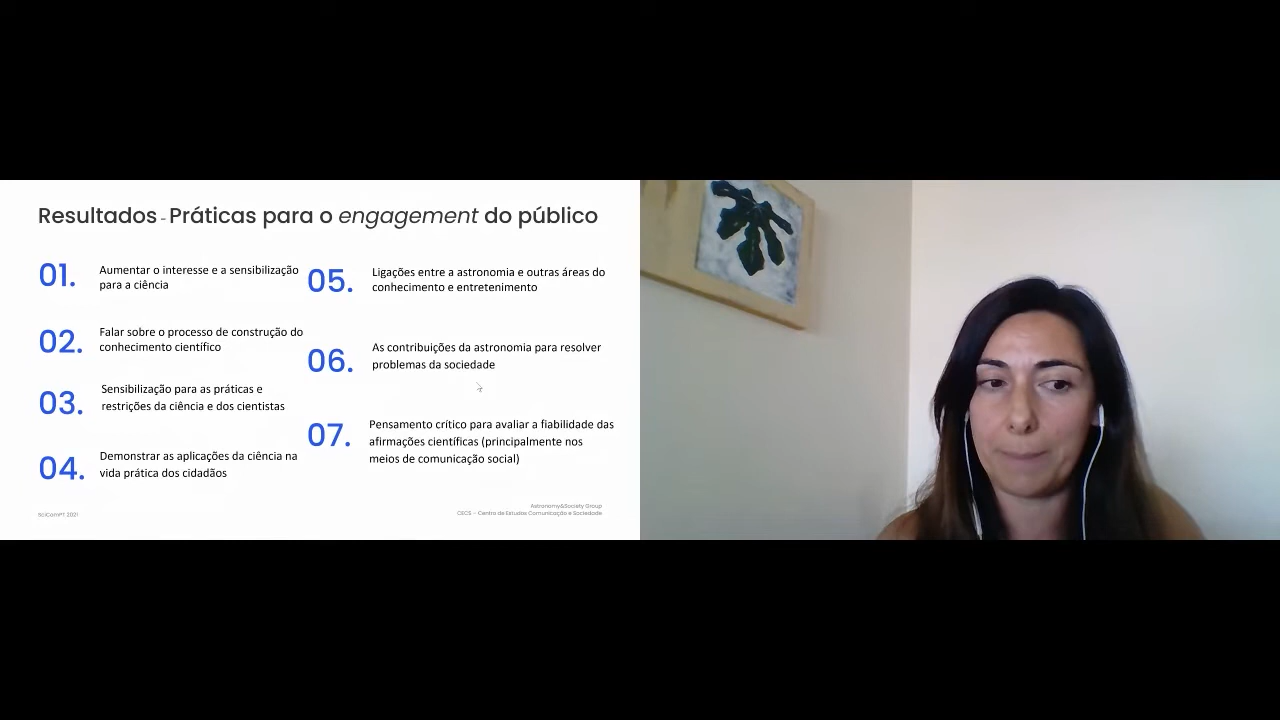 Resultados - Práticas para o engagement do público
01.
Aumentar o interesse e a sensibilização
para a ciência
02.
Falar sobre o processo de construção do
conhecimento científico
03.
Sensibilização para as práticas e
restrições da ciência e dos cientistas
04.
Demonstrar as aplicações da ciência na
vida prática dos cidadãos
05.
Ligações entre a astronomia e outras áreas do
conhecimento e entretenimento
06.
As contribuições da astronomia para resolver
problemas da sociedade
07.
Pensamento crítico para avaliar a fiabilidade das
afirmações científicas (principalmente nos
meios de comunicação social)
SciComPT 2021
Astronomy&Society Group
CECS – Centro de Estudos Comunicação e Sociedade